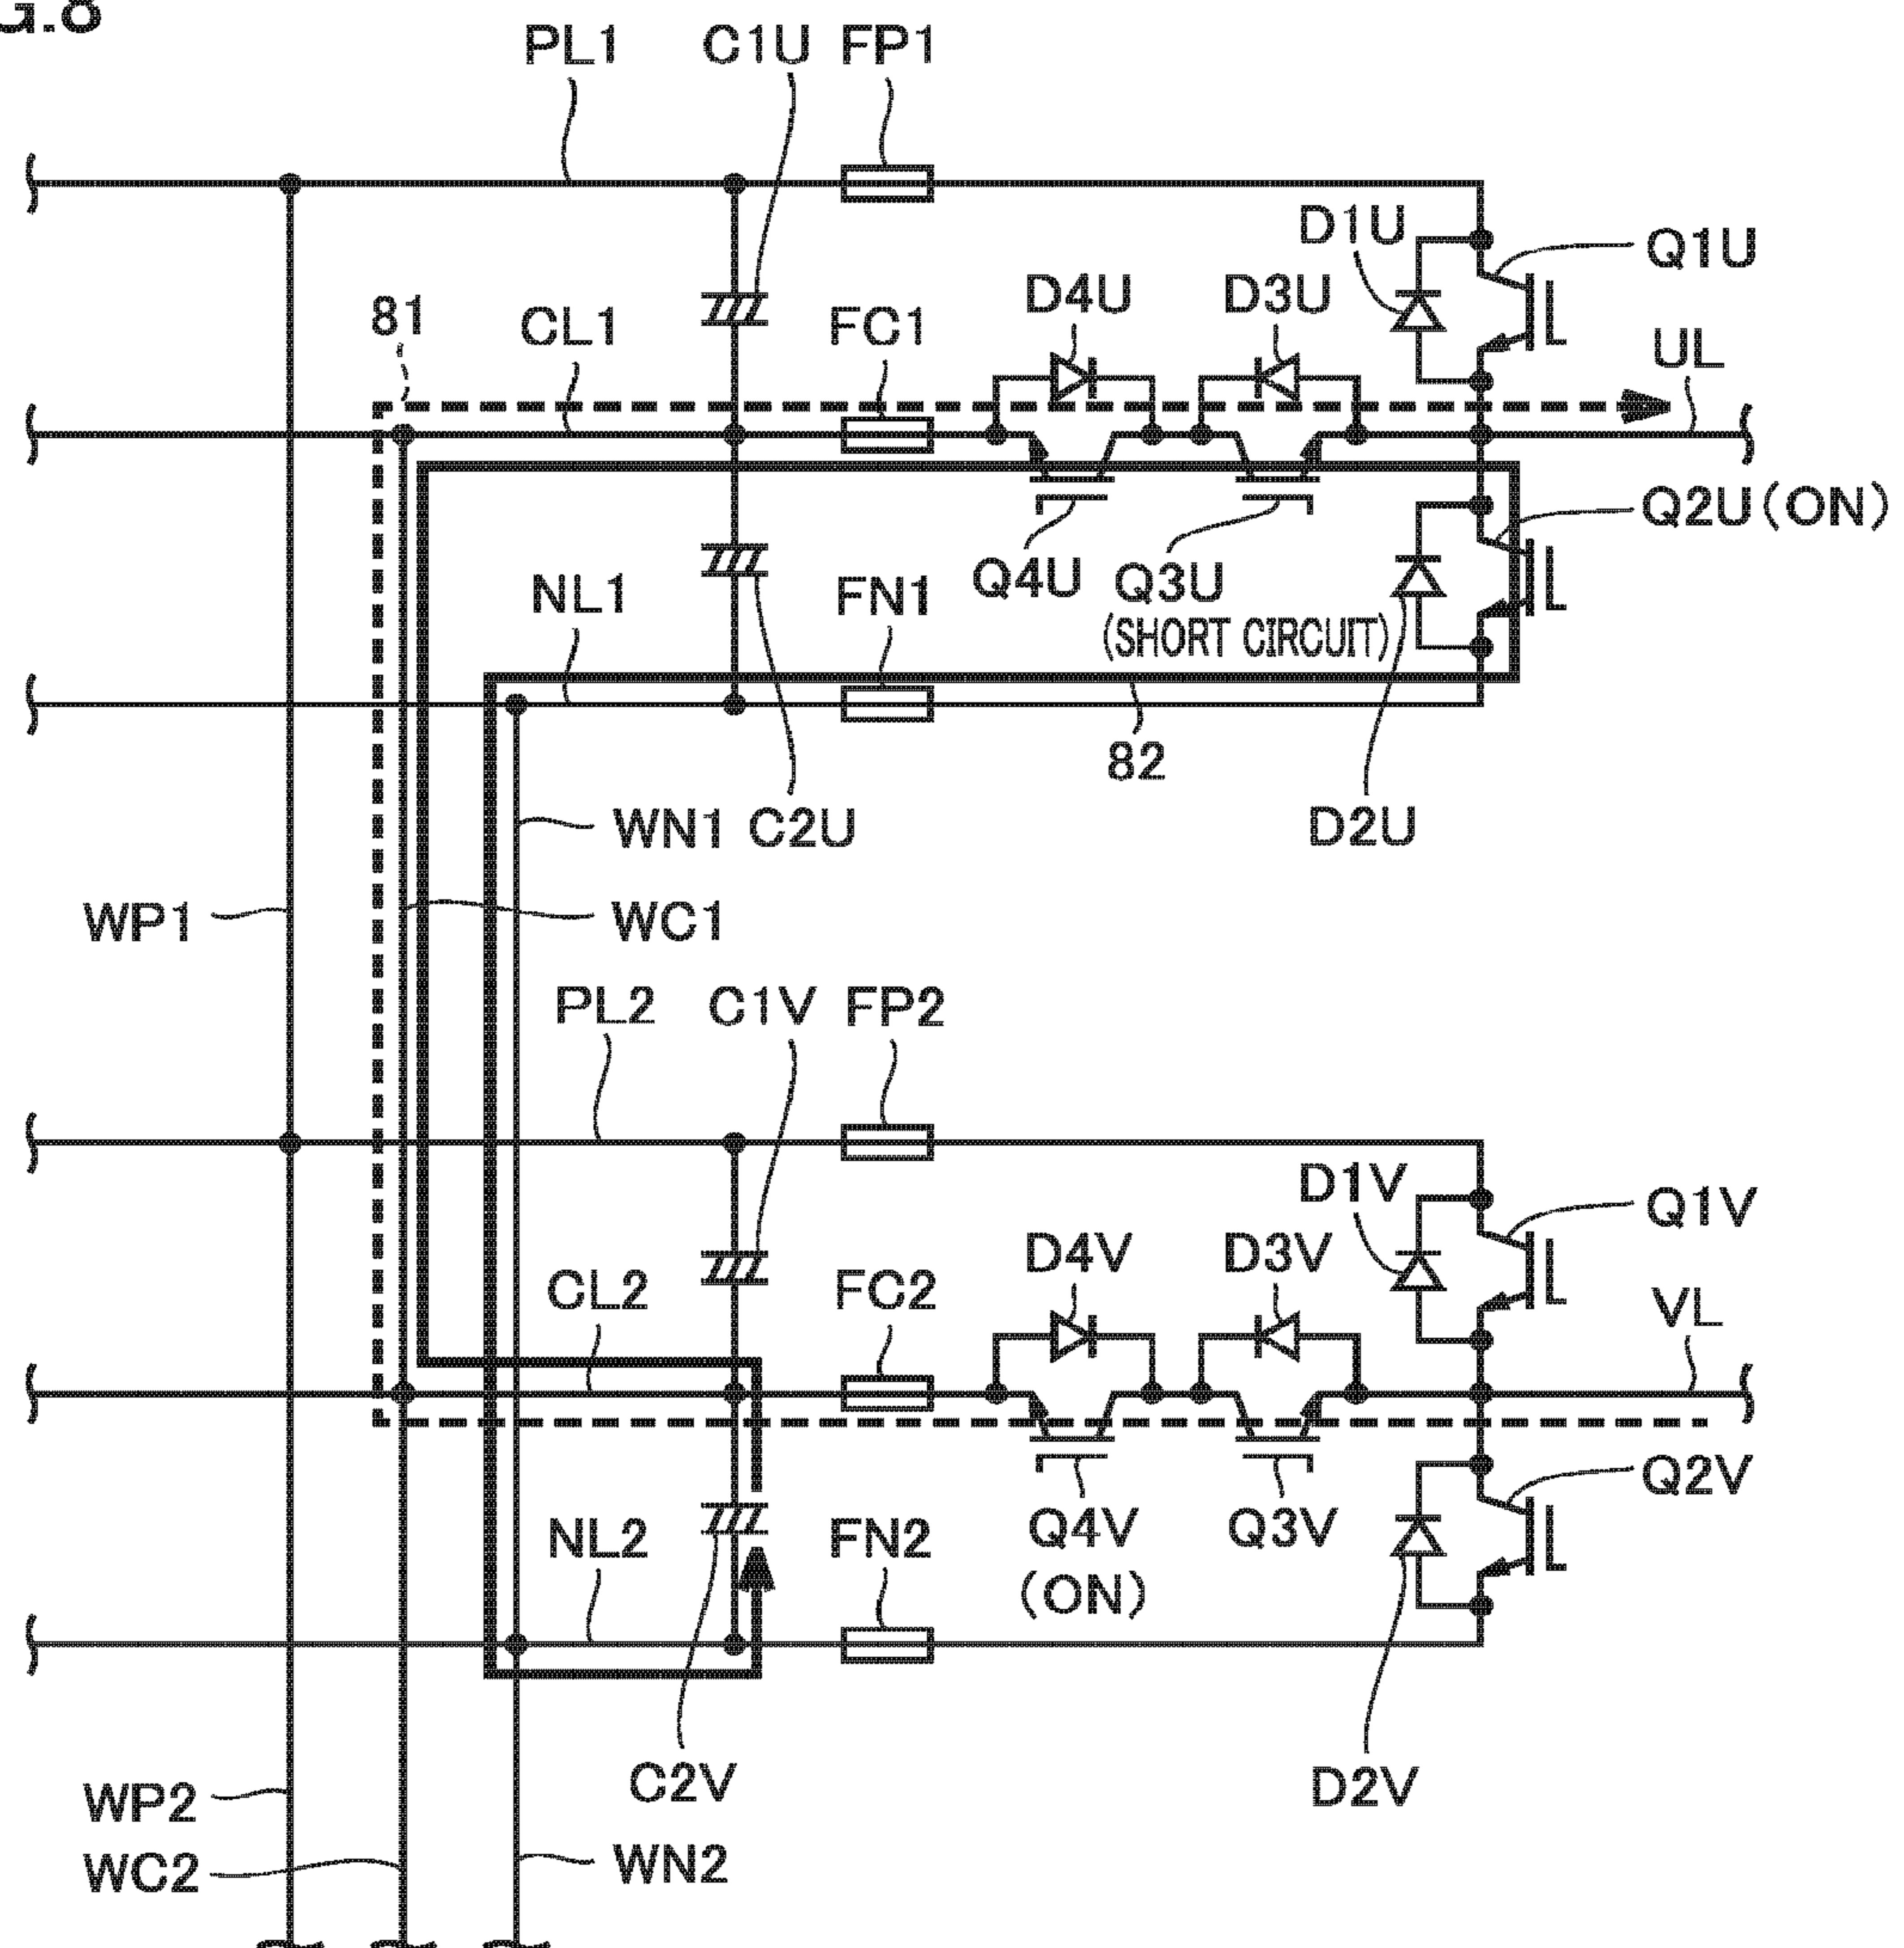 G.8
PL1 C1U FP1
D1U Q1U
81 CL1 FC1 D4U D3U UL
Q2U(ON)
NL1 FN1 Q4U Q3U
(SHORT CIRCUIT)
82
WN1 C2U D2U
WP1 WC1
PL2 C1V FP2
D1V Q1V
CL2 FC2 D4V D3V VL
Q2V
NL2 FN2 Q4V Q3V
(ON)
C2V D2V
WP2
WC2 WN2